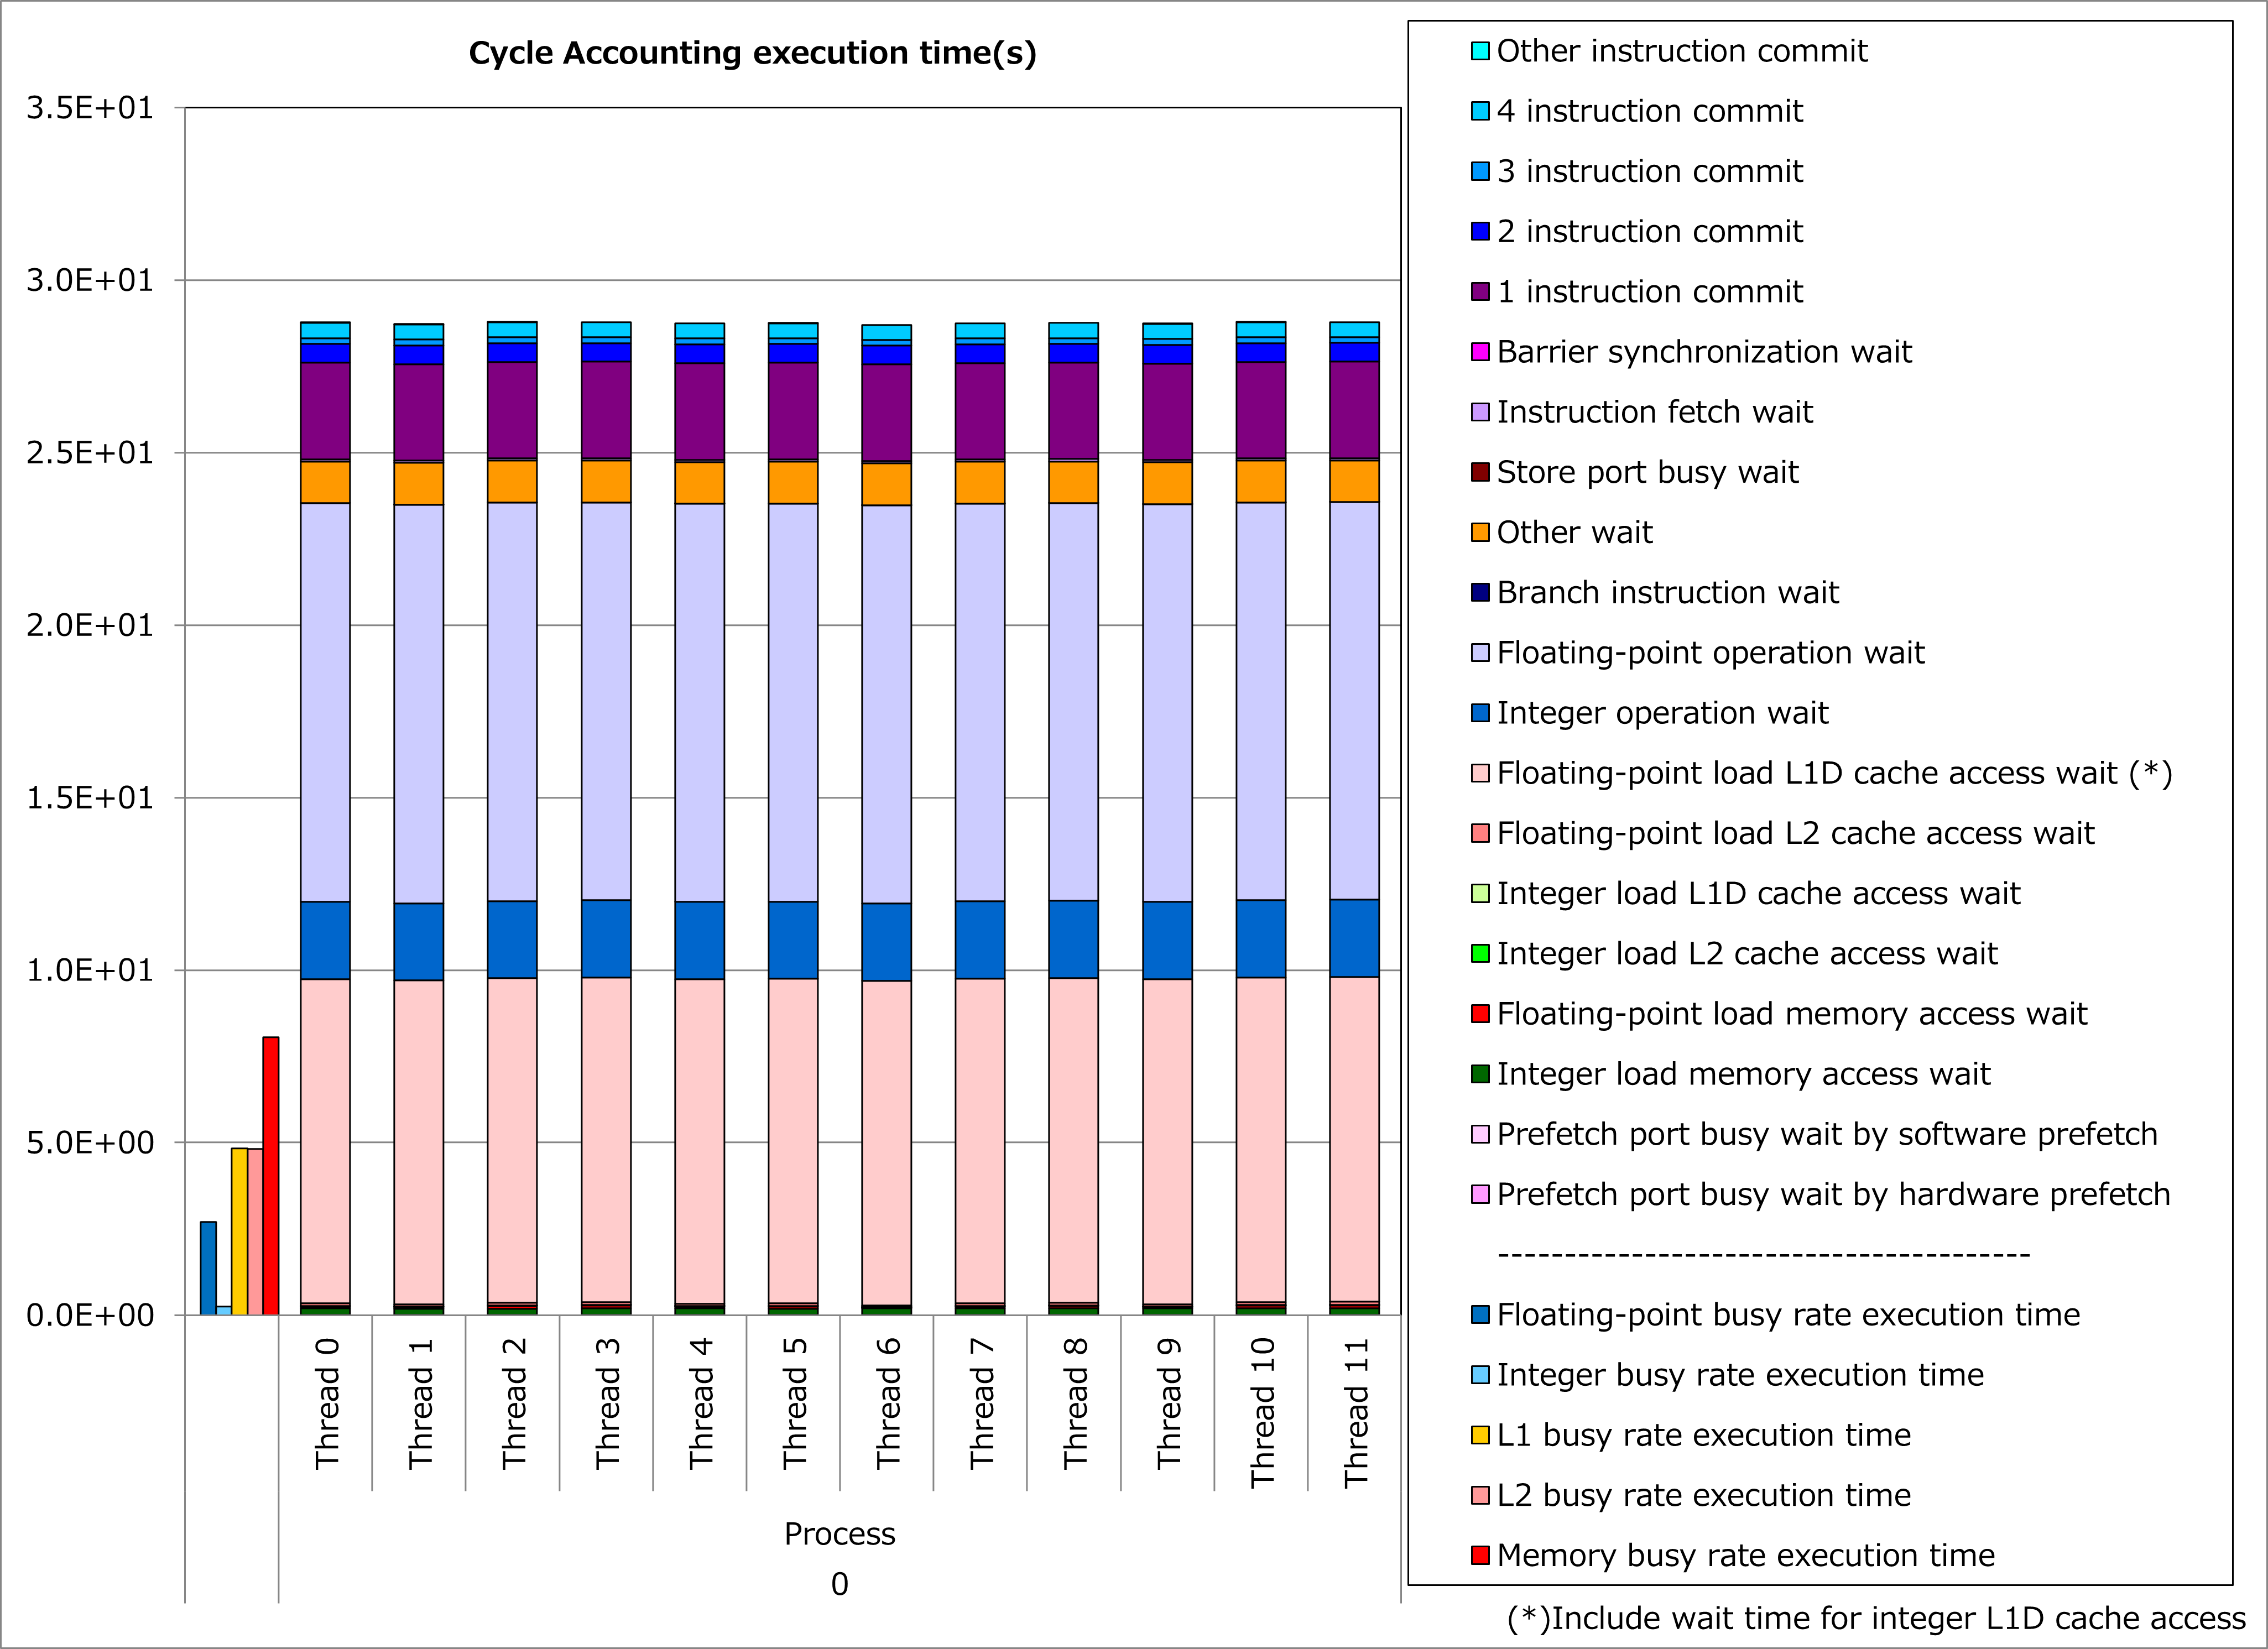 Cycle Accounting execution time(s)
3.5E+01
3.0E+01
2.5E+01
2.0E+01
1.5E+01
1.0E+01
5.0E+00
0.0E+00
Thread 0
Thread 1
Thread 2
Thread 3
Thread 4
Thread 5
Thread 6
Thread 7
Thread 8
Thread 9
Thread 10
Thread 11
Process
0
Other instruction commit
4 instruction commit
3 instruction commit
2 instruction commit
1 instruction commit
Barrier synchronization wait
Instruction fetch wait
Store port busy wait
Other wait
Branch instruction wait
Floating-point operation wait
Integer operation wait
Floating-point load L1D cache access wait (*)
Floating-point load L2 cache access wait
Integer load L1D cache access wait
Integer load L2 cache access wait
Floating-point load memory access wait
Integer load memory access wait
Prefetch port busy wait by software prefetch
Prefetch port busy wait by hardware prefetch
----------------------------------------
Floating-point busy rate execution time
Integer busy rate execution time
L1 busy rate execution time
L2 busy rate execution time
Memory busy rate execution time
(*)Include wait time for integer L1D cache access